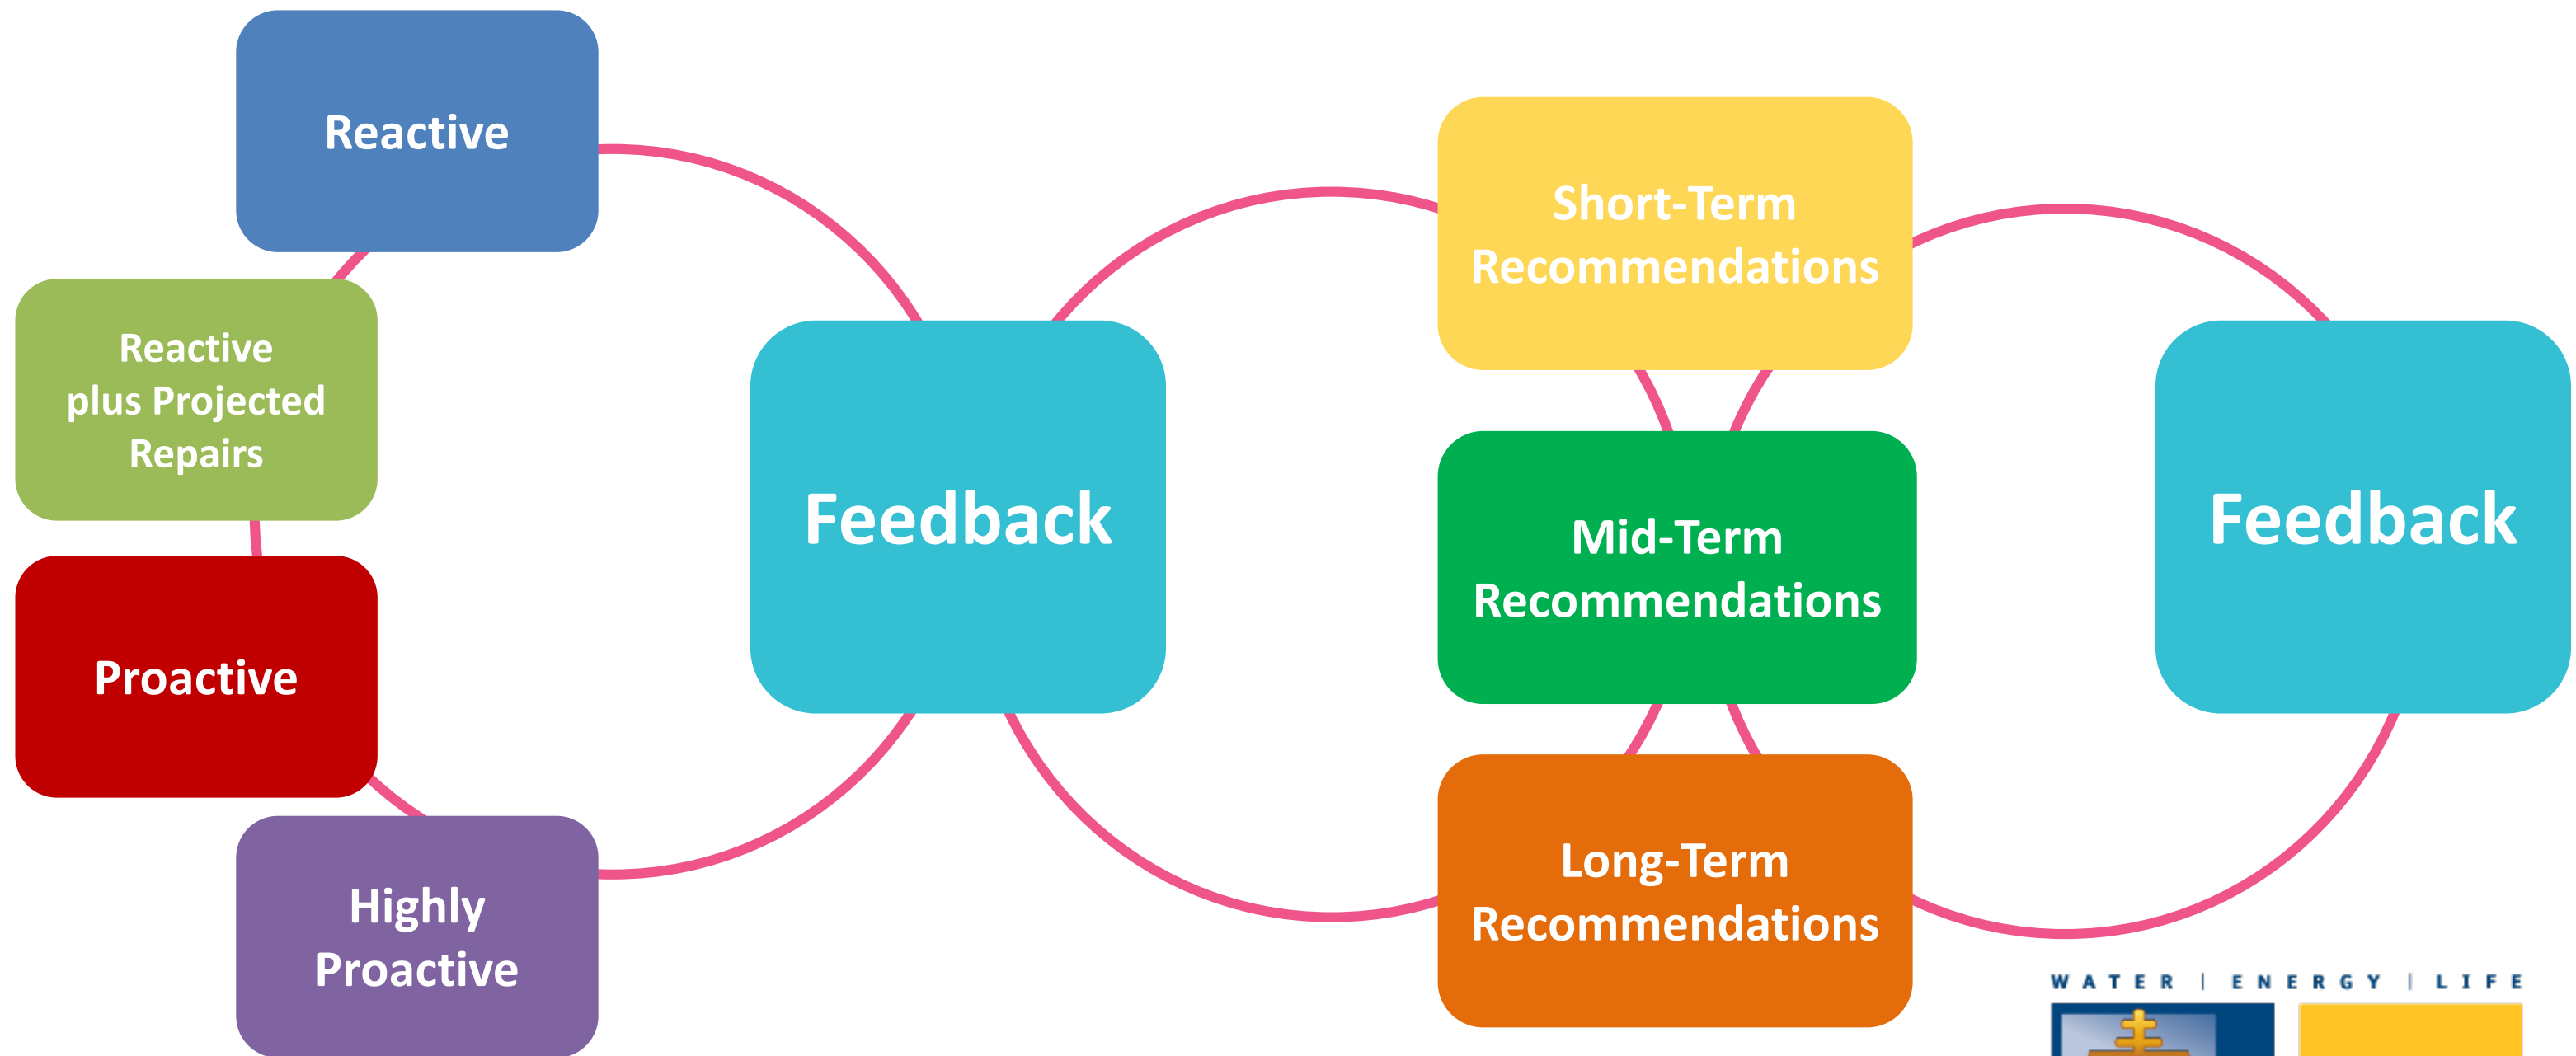 Reactive
Reactive
plus Projected
Repairs
Proactive
Highly
Proactive
Feedback
Short-Term
Recommendations
Mid-Term
Recommendations
Long-Term
Recommendations
Feedback
WATER | ENERGY | LIFE